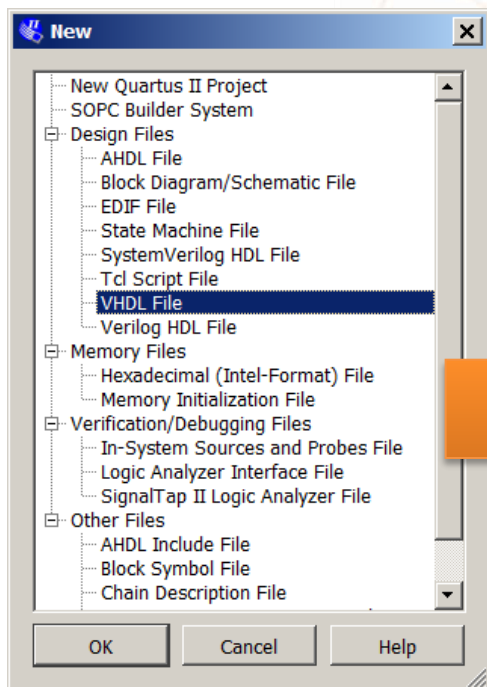 New
New Quartus II Project
SOPC Builder System
Design Files
AHDL File
Block Diagram/Schematic File
EDIF File
State Machine File
SystemVerilog HDL File
Tcl Script File
VHDL File
Verilog HDL File
Memory Files
Hexadecimal (Intel-Format) File
Memory Initialization File
Verification/Debugging Files
In-System Sources and Probes File
Logic Analyzer Interface File
SignalTap II Logic Analyzer File
Other Files
AHDL Include File
Block Symbol File
Chain Description File
OK Cancel Help